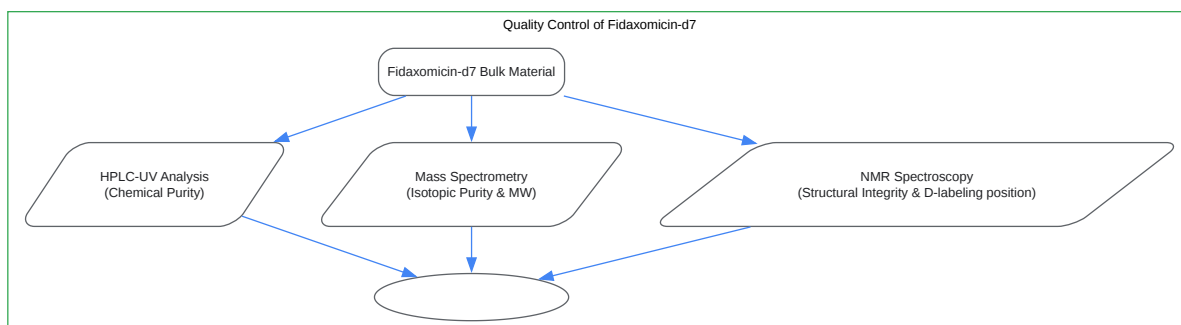 Quality Control of Fidaxomicin-d7
Fidaxomicin-d7 Bulk Material
HPLC-UV Analysis
(Chemical Purity)
Mass Spectrometry
(Isotopic Purity & MW)
NMR Spectroscopy
(Structural Integrity & D-labeling position)